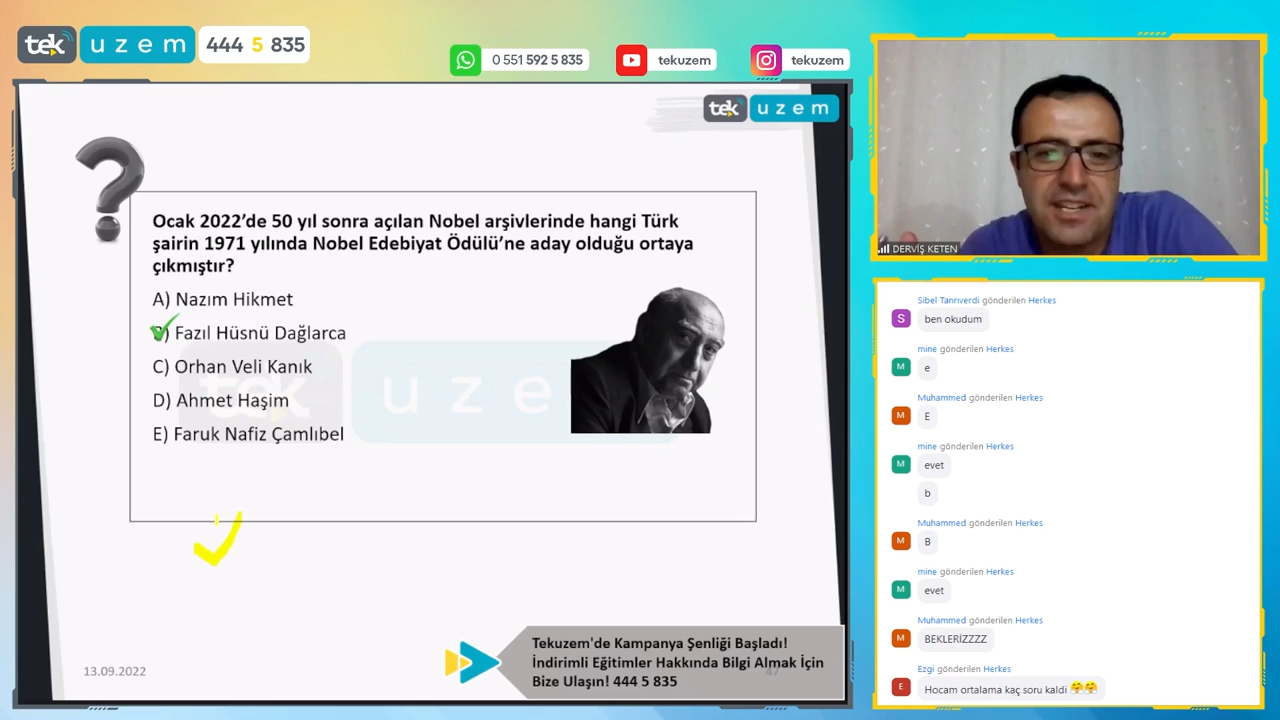 tek uzem 444 5 835
0 551 592 5 835
tekuzem
tekuzem
tek uzem
Ocak 2022’de 50 yıl sonra açılan Nobel arşivlerinde hangi Türk
şairin 1971 yılında Nobel Edebiyat Ödülü’ne aday olduğu ortaya
çıkmıştır?
A) Nazım Hikmet
B) Fazıl Hüsnü Dağlarca
C) Orhan Veli Kanık
D) Ahmet Haşim
E) Faruk Nafiz Çamlıbel
tek uzem
13.09.2022
47
Tekuzem'de Kampanya Şenliği Başladı!
İndirimli Eğitimler Hakkında Bilgi Almak İçin
Bize Ulaşın! 444 5 835
DERVİŞ KETEN
Sibel Tanrıverdi gönderilen Herkes
S
ben okudum
mine gönderilen Herkes
M
e
Muhammed gönderilen Herkes
M
E
mine gönderilen Herkes
M
evet
b
Muhammed gönderilen Herkes
M
B
mine gönderilen Herkes
M
evet
Muhammed gönderilen Herkes
M
BEKLERİZZZZ
Ezgi gönderilen Herkes
E
Hocam ortalama kaç soru kaldi 🤗🤗